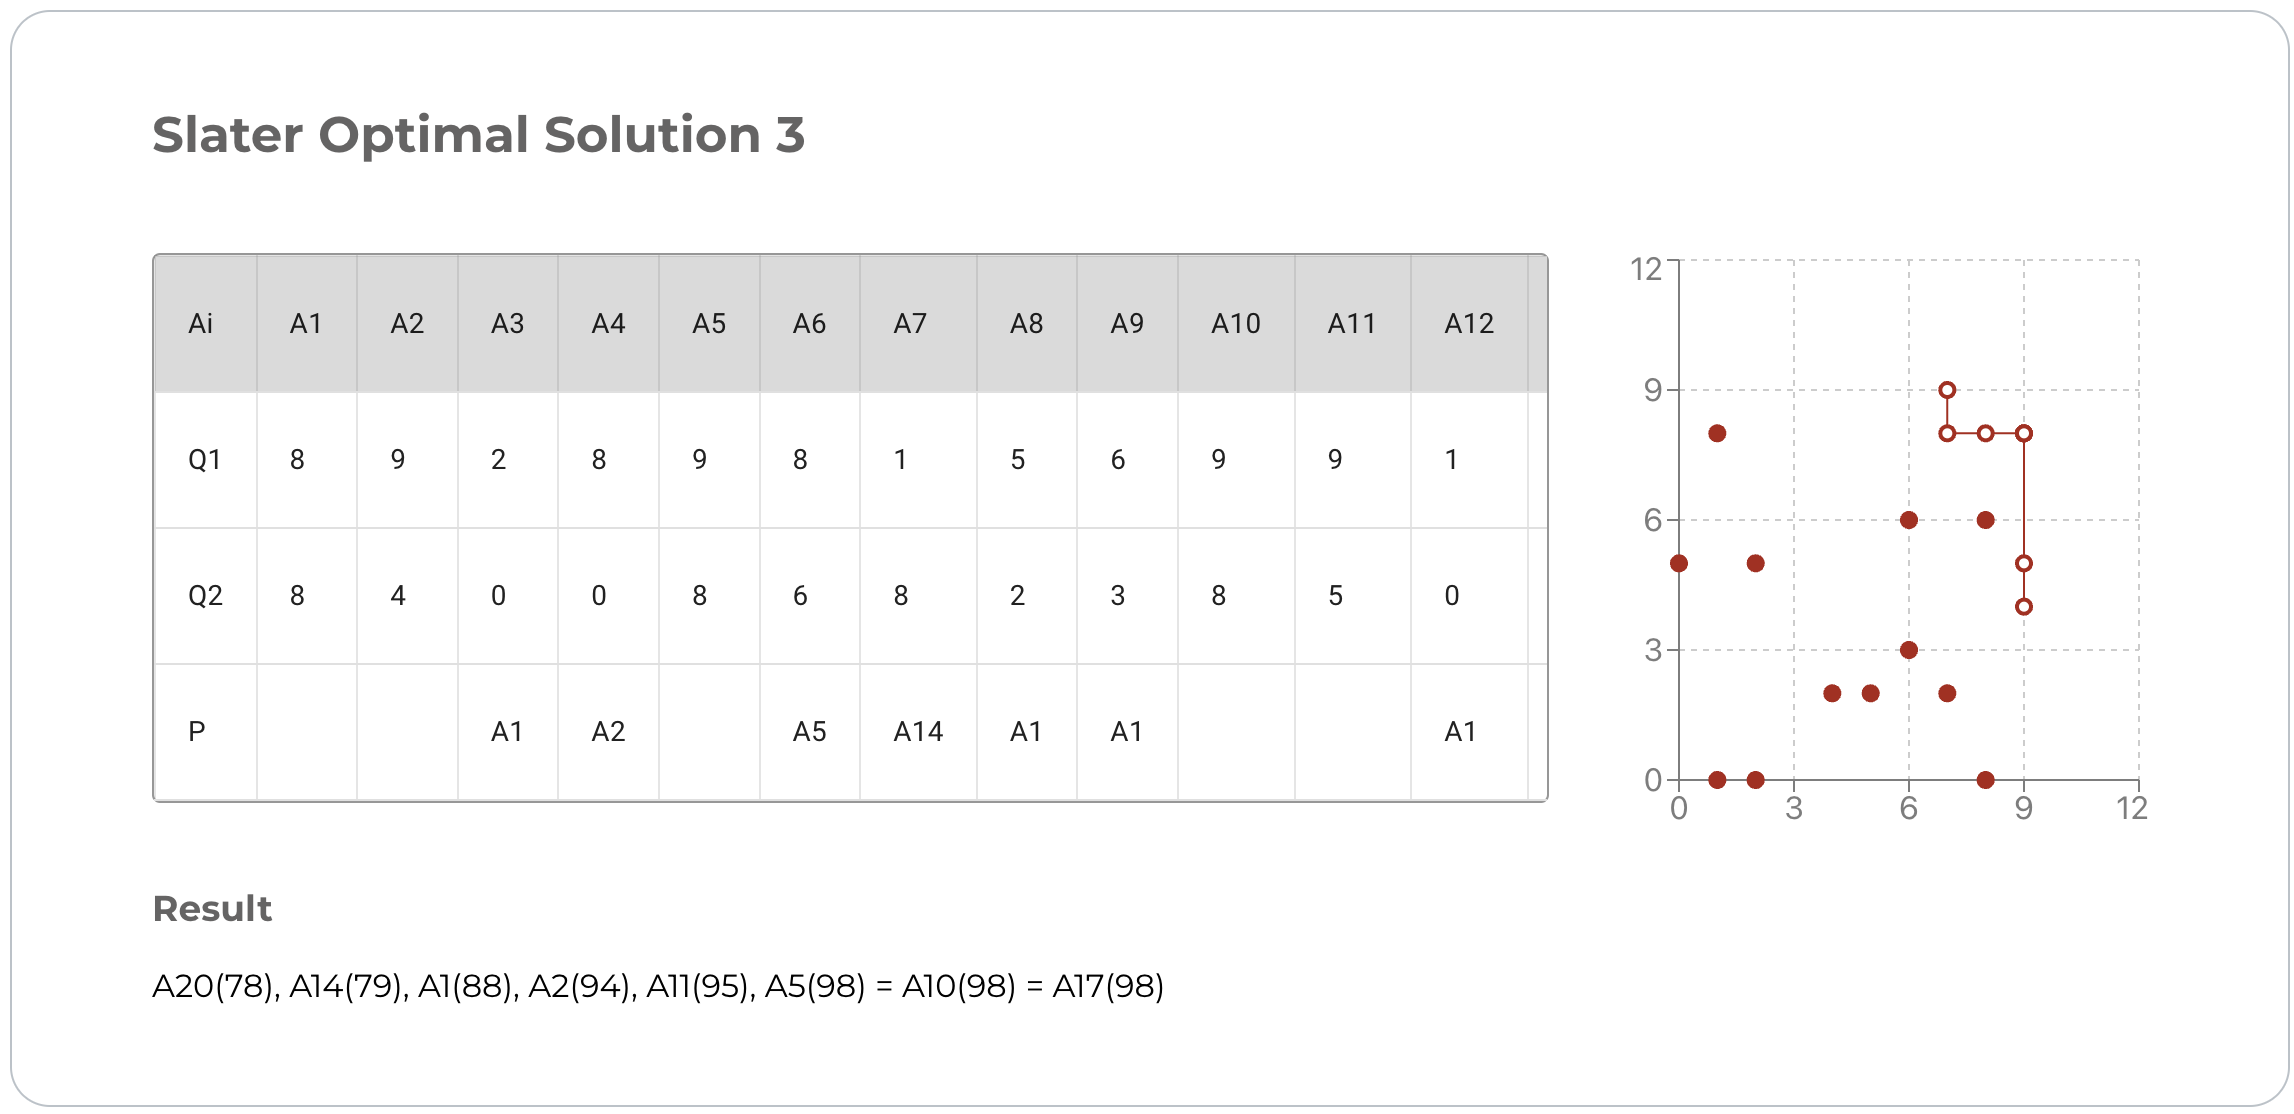 Slater Optimal Solution 3
Ai A1 A2 A3 A4 A5 A6 A7 A8 A9 A10 A11 A12
Q1 8 9 2 8 9 8 1 5 6 9 9 1
Q2 8 4 0 0 8 6 8 2 3 8 5 0
P A1 A2 A5 A14 A1 A1 A1
12
9
6
3
0
0 3 6 9 12
Result
A20(78), A14(79), A1(88), A2(94), A11(95), A5(98) = A10(98) = A17(98)